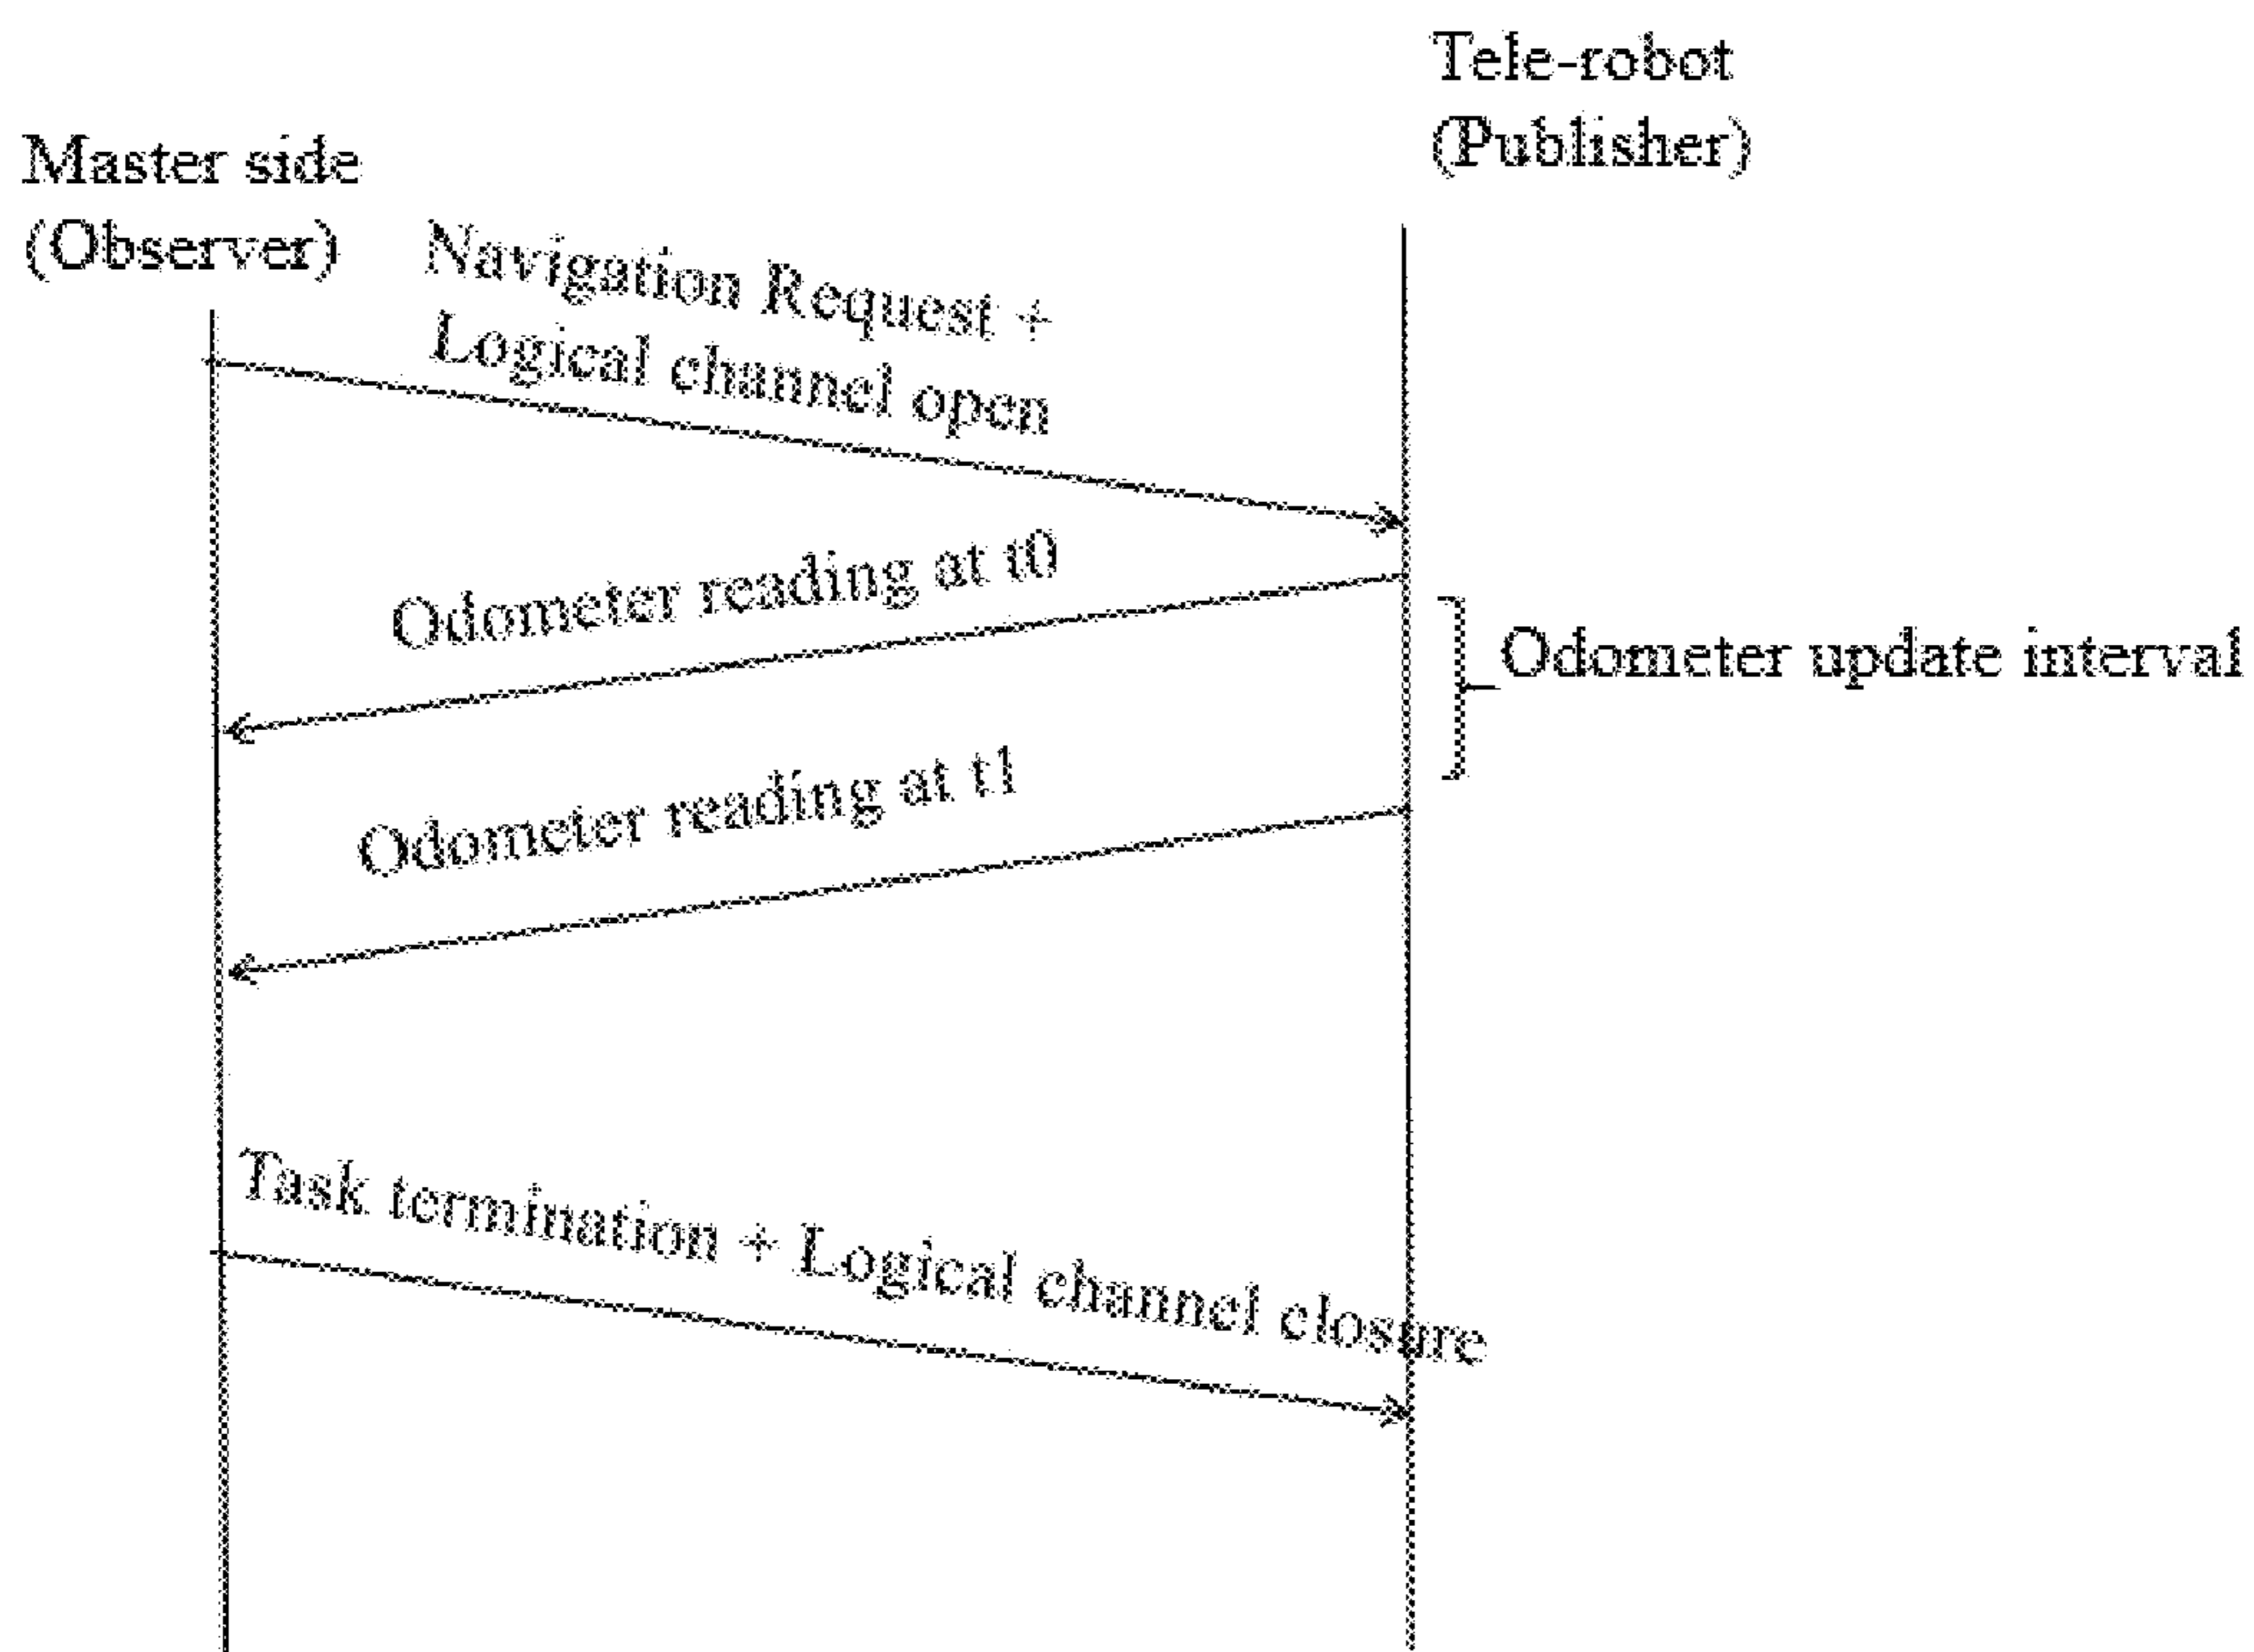 Tele-robot
(Publisher)
Master side
(Observer)
Navigation Request +
Logical channel open
Odometer reading at t0
Odometer update interval
Odometer reading at t1
Task termination + Logical channel closure